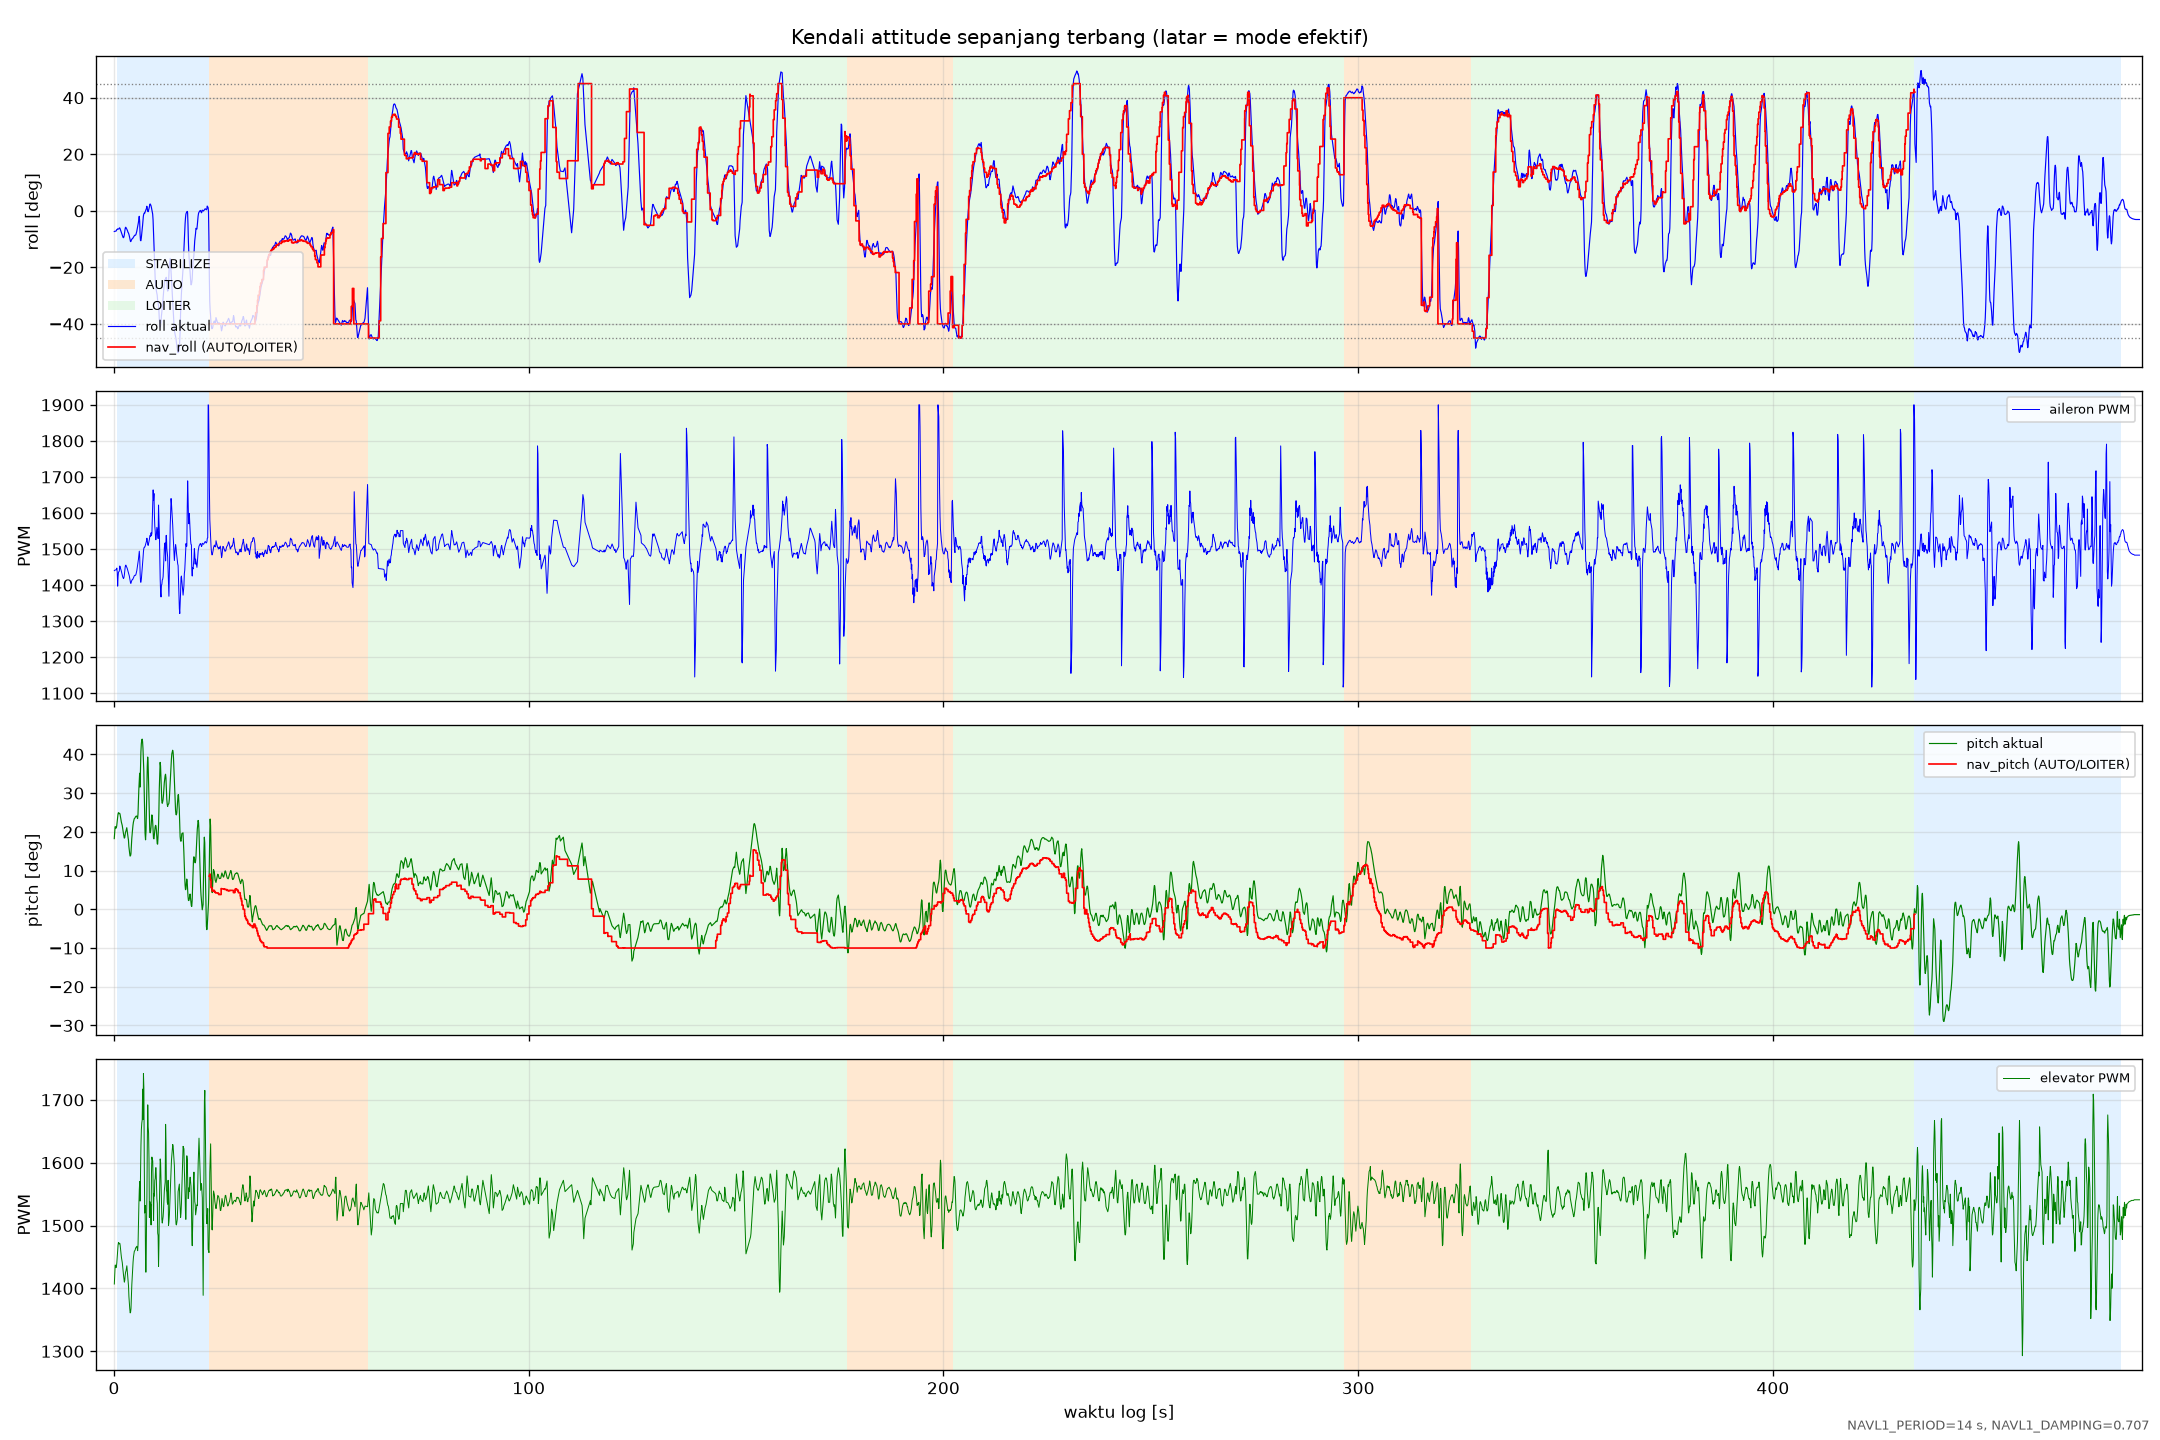 Kendali attitude sepanjang terbang (latar = mode efektif)
roll [deg]
40
20
0
−20
−40
STABILIZE
AUTO
LOITER
roll aktual
nav_roll (AUTO/LOITER)
PWM
1900
1800
1700
1600
1500
1400
1300
1200
1100
aileron PWM
pitch [deg]
40
30
20
10
0
−10
−20
−30
pitch aktual
nav_pitch (AUTO/LOITER)
PWM
1700
1600
1500
1400
1300
elevator PWM
0 100 200 300 400
waktu log [s]
NAVL1_PERIOD=14 s, NAVL1_DAMPING=0.707